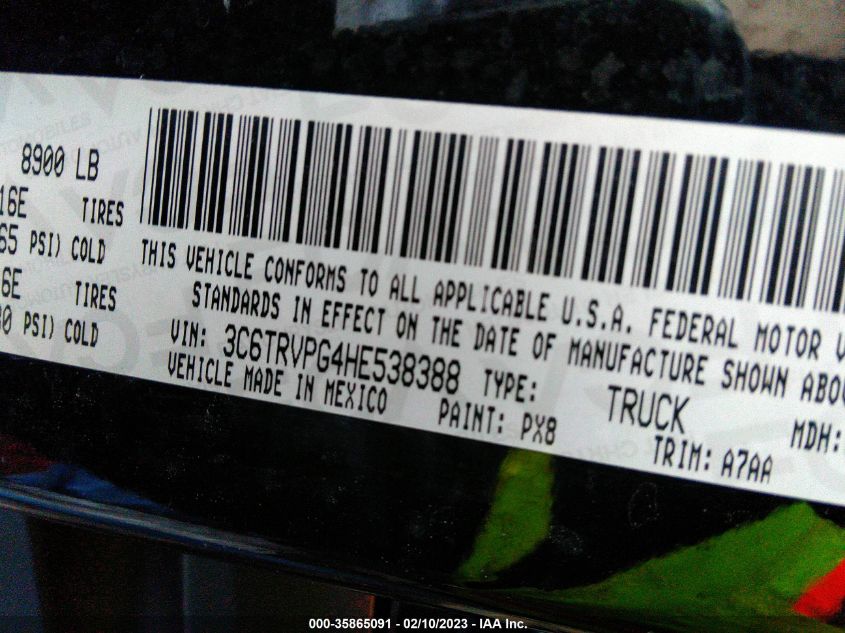 8900 LB
16E TIRES
65 PSI) COLD
6E TIRES
80 PSI) COLD
THIS VEHICLE CONFORMS TO ALL APPLICABLE U.S.A. FEDERAL MOTOR V
STANDARDS IN EFFECT ON THE DATE OF MANUFACTURE SHOWN ABOV
VIN: 3C6TRVPG4HE538388 TYPE: TRUCK MDH:
VEHICLE MADE IN MEXICO PAINT: PX8 TRIM: A7AA
000-35865091 - 02/10/2023 - IAA Inc.